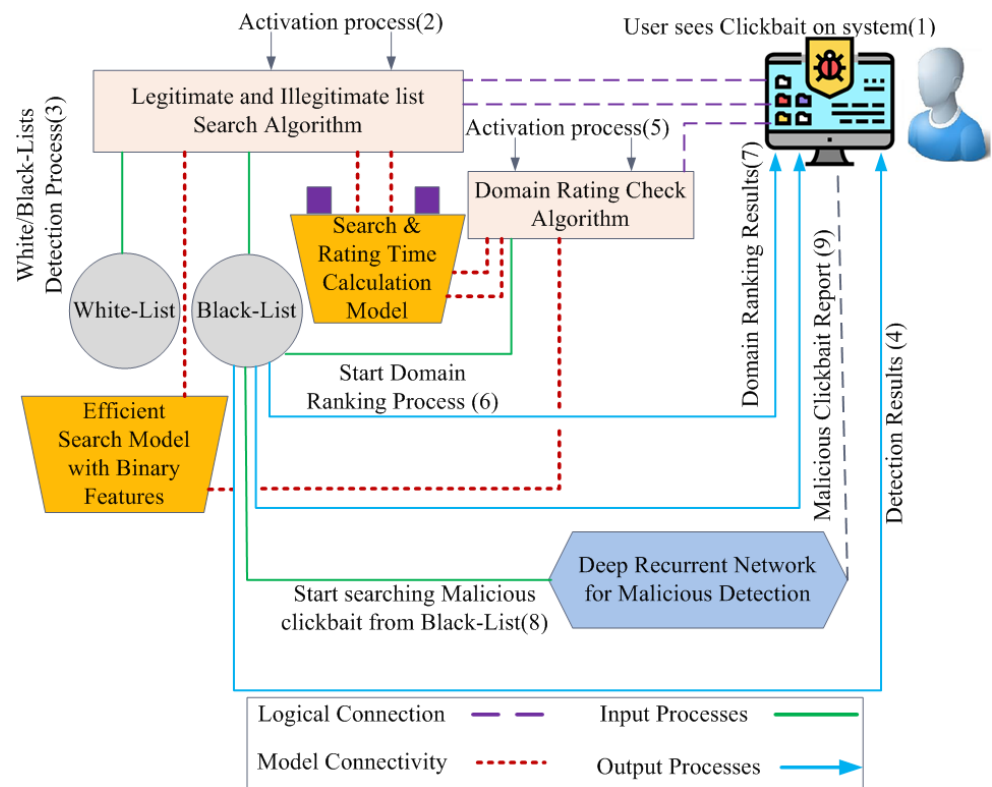 Activation process(2)
User sees Clickbait on system(1)
Legitimate and Illegitimate list
Search Algorithm
Activation process(5)
White/Black-Lists
Detection Process(3)
Domain Rating Check
Algorithm
Search &
Rating Time
Calculation
Model
White-List
Black-List
Domain Ranking Results(7)
Malicious Clickbait Report (9)
Detection Results (4)
Start Domain
Ranking Process (6)
Efficient
Search Model
with Binary
Features
Deep Recurrent Network
for Malicious Detection
Start searching Malicious
clickbait from Black-List(8)
Logical Connection
Input Processes
Model Connectivity
Output Processes